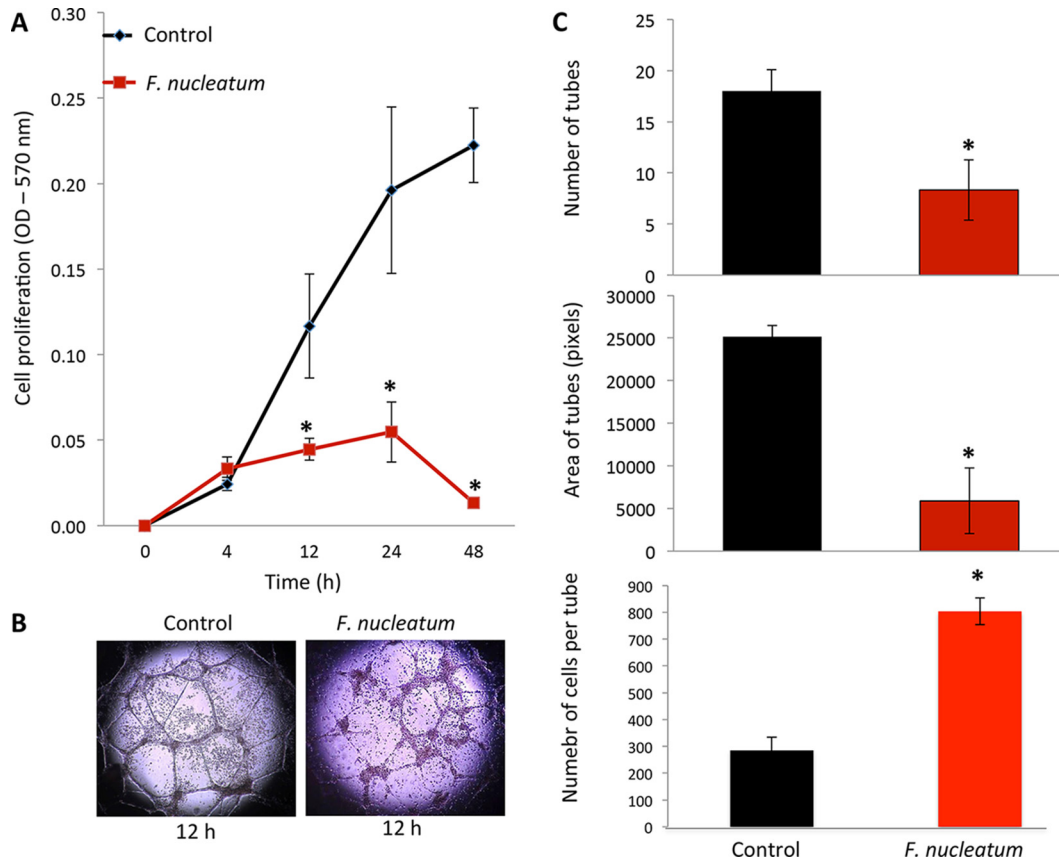 A
Cell proliferation (OD – 570 nm)
0.30
0.25
0.20
0.15
0.10
0.05
0.00
Control
F. nucleatum
*
*
*
0
4
12
24
48
Time (h)
B
Control
F. nucleatum
12 h
12 h
C
Number of tubes
25
20
15
10
5
0
*
Area of tubes (pixels)
30000
25000
20000
15000
10000
5000
0
*
Numebr of cells per tube
900
800
700
600
500
400
300
200
100
0
*
Control
F. nucleatum